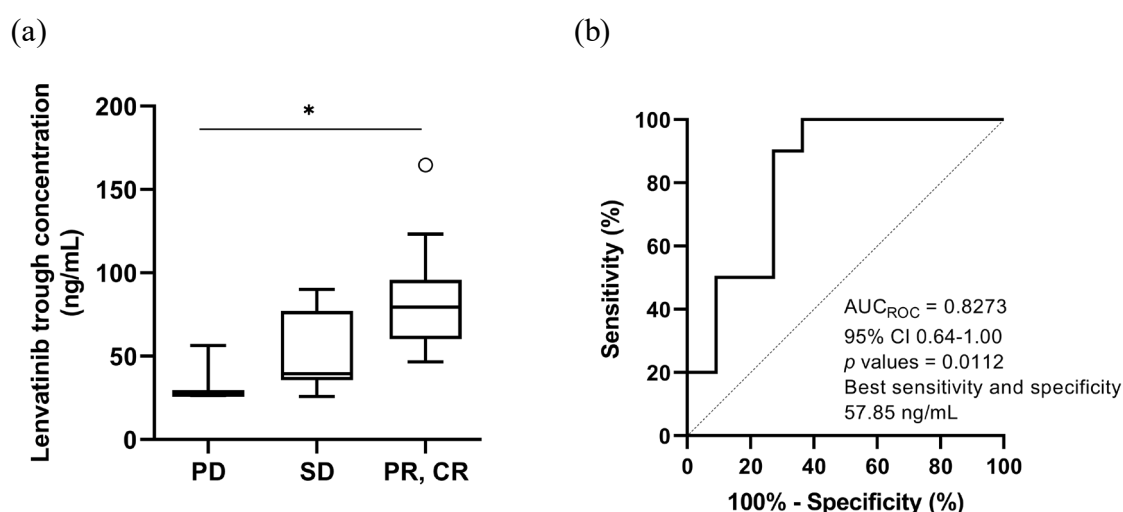 (a)
Lenvatinib trough concentration
(ng/mL)
200
150
100
50
0
*
PD
SD
PR, CR
(b)
Sensitivity (%)
100
80
60
40
20
0
AUCROC = 0.8273
95% CI 0.64-1.00
p values = 0.0112
Best sensitivity and specificity
57.85 ng/mL
0
20
40
60
80
100
100% - Specificity (%)